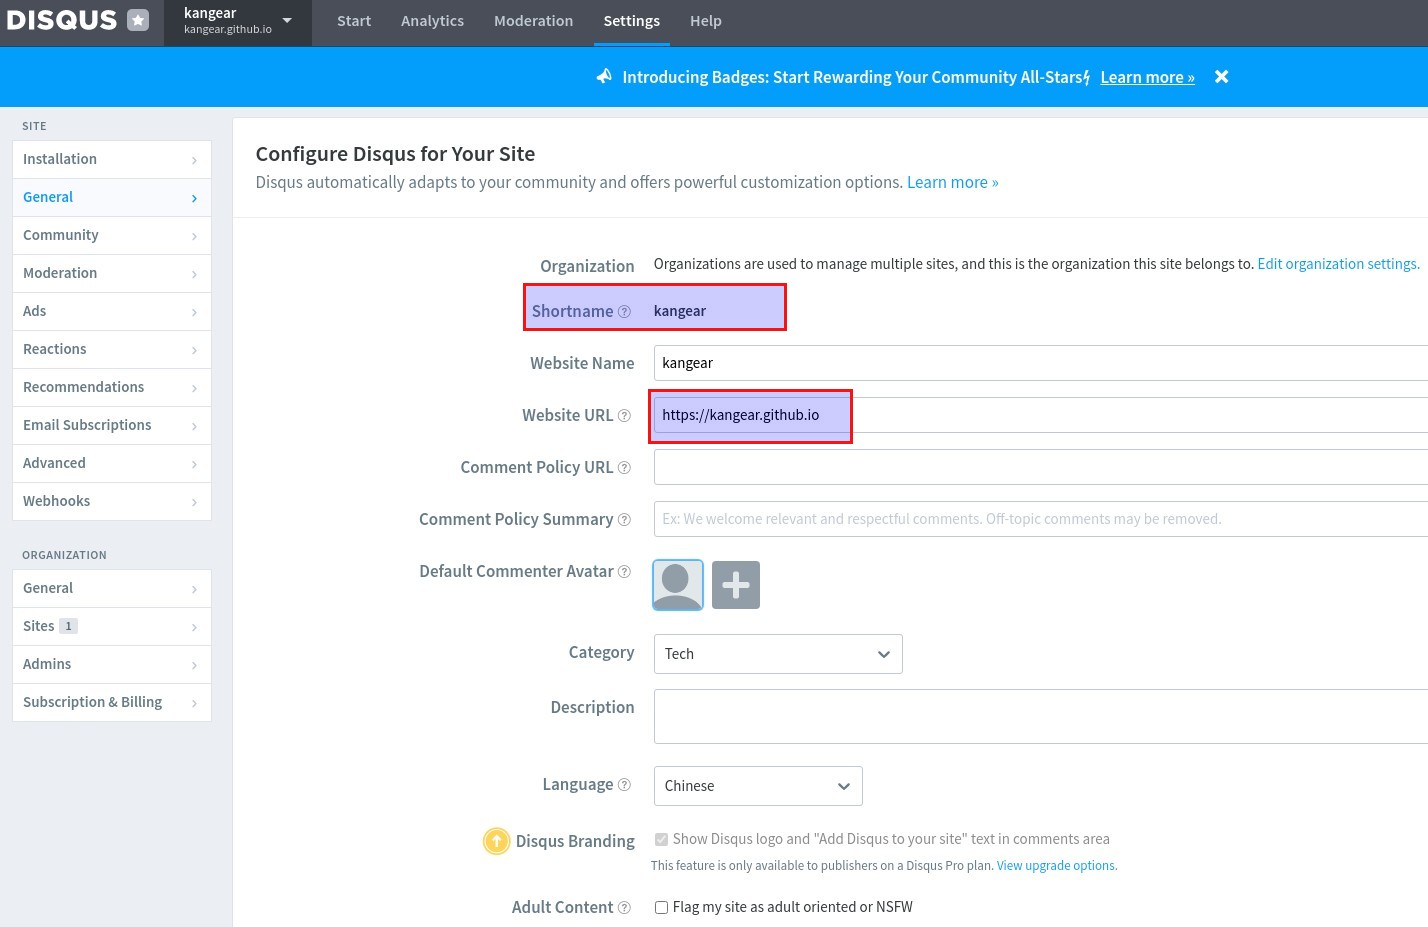 DISQUS
kangear
kangear.github.io
Start Analytics Moderation Settings Help
Introducing Badges: Start Rewarding Your Community All-Stars Learn more »
SITE
Installation
General
Community
Moderation
Ads
Reactions
Recommendations
Email Subscriptions
Advanced
Webhooks
ORGANIZATION
General
Sites 1
Admins
Subscription & Billing
Configure Disqus for Your Site
Disqus automatically adapts to your community and offers powerful customization options. Learn more »
Organization Organizations are used to manage multiple sites, and this is the organization this site belongs to. Edit organization settings.
Shortname ? kangear
Website Name kangear
Website URL ? https://kangear.github.io
Comment Policy URL ?
Comment Policy Summary ? Ex: We welcome relevant and respectful comments. Off-topic comments may be removed.
Default Commenter Avatar ?
Category Tech
Description
Language ? Chinese
Disqus Branding Show Disqus logo and "Add Disqus to your site" text in comments area
This feature is only available to publishers on a Disqus Pro plan. View upgrade options.
Adult Content ? Flag my site as adult oriented or NSFW